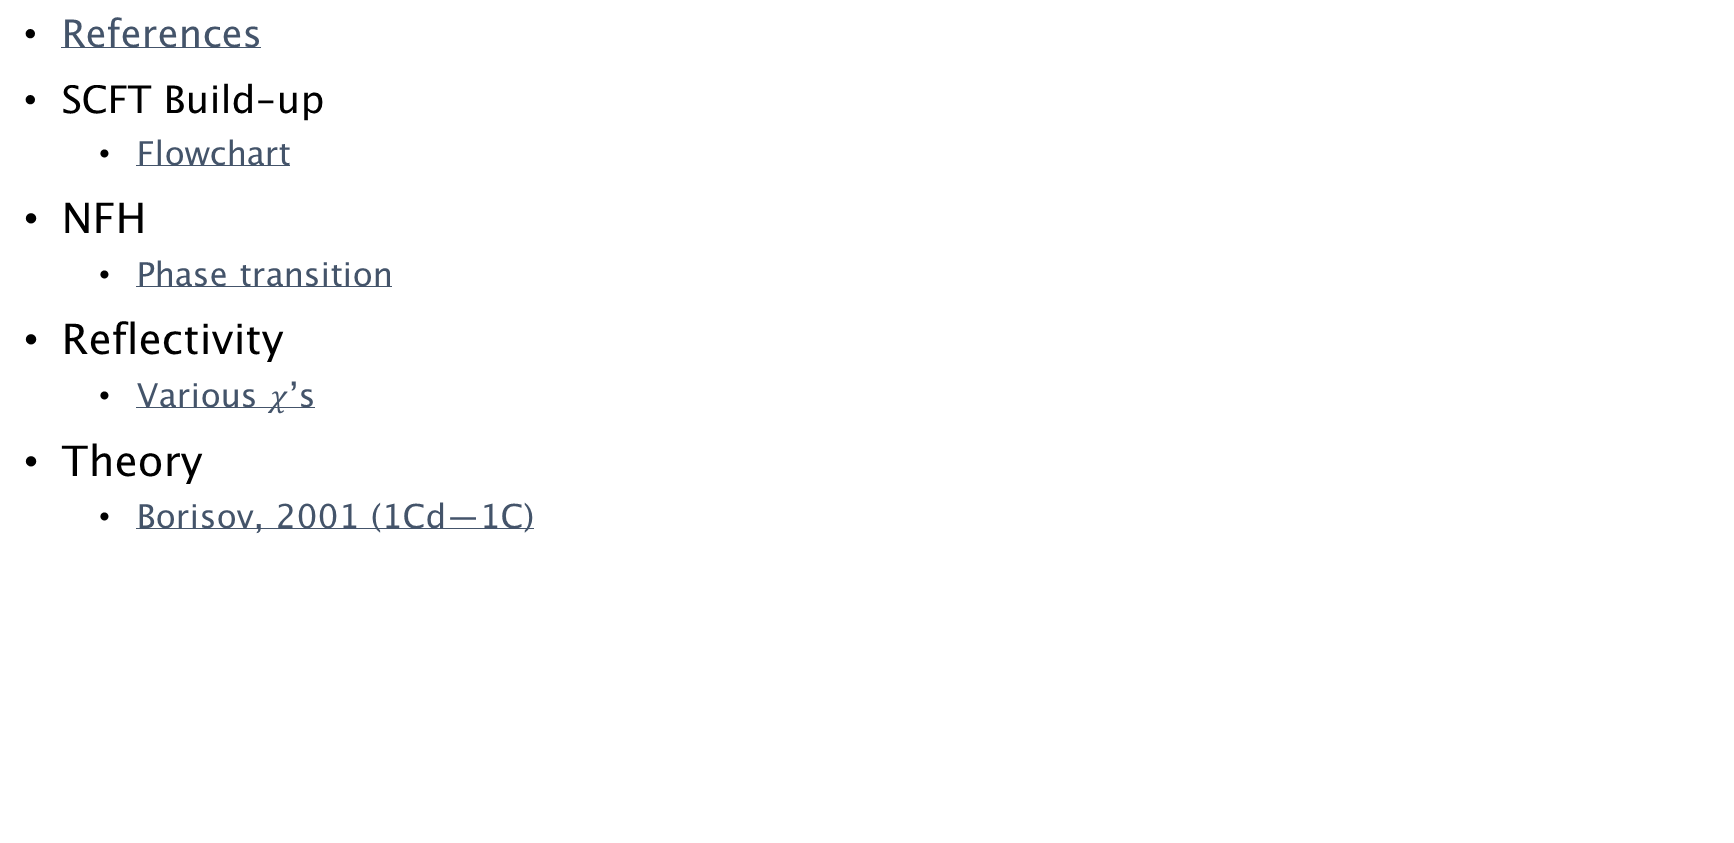 • References
• SCFT Build-up
• Flowchart
• NFH
• Phase transition
• Reflectivity
• Various χ’s
• Theory
• Borisov, 2001 (1Cd—1C)